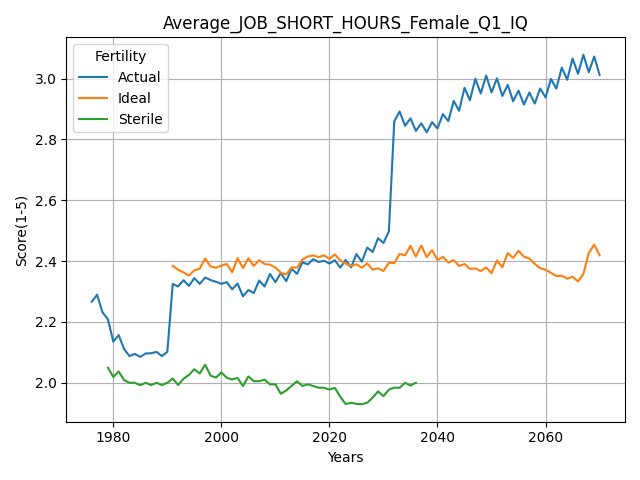 Average_JOB_SHORT_HOURS_Female_Q1_IQ
Fertility
Actual
Ideal
Sterile
Score(1-5)
3.0
2.8
2.6
2.4
2.2
2.0
1980 2000 2020 2040 2060
Years